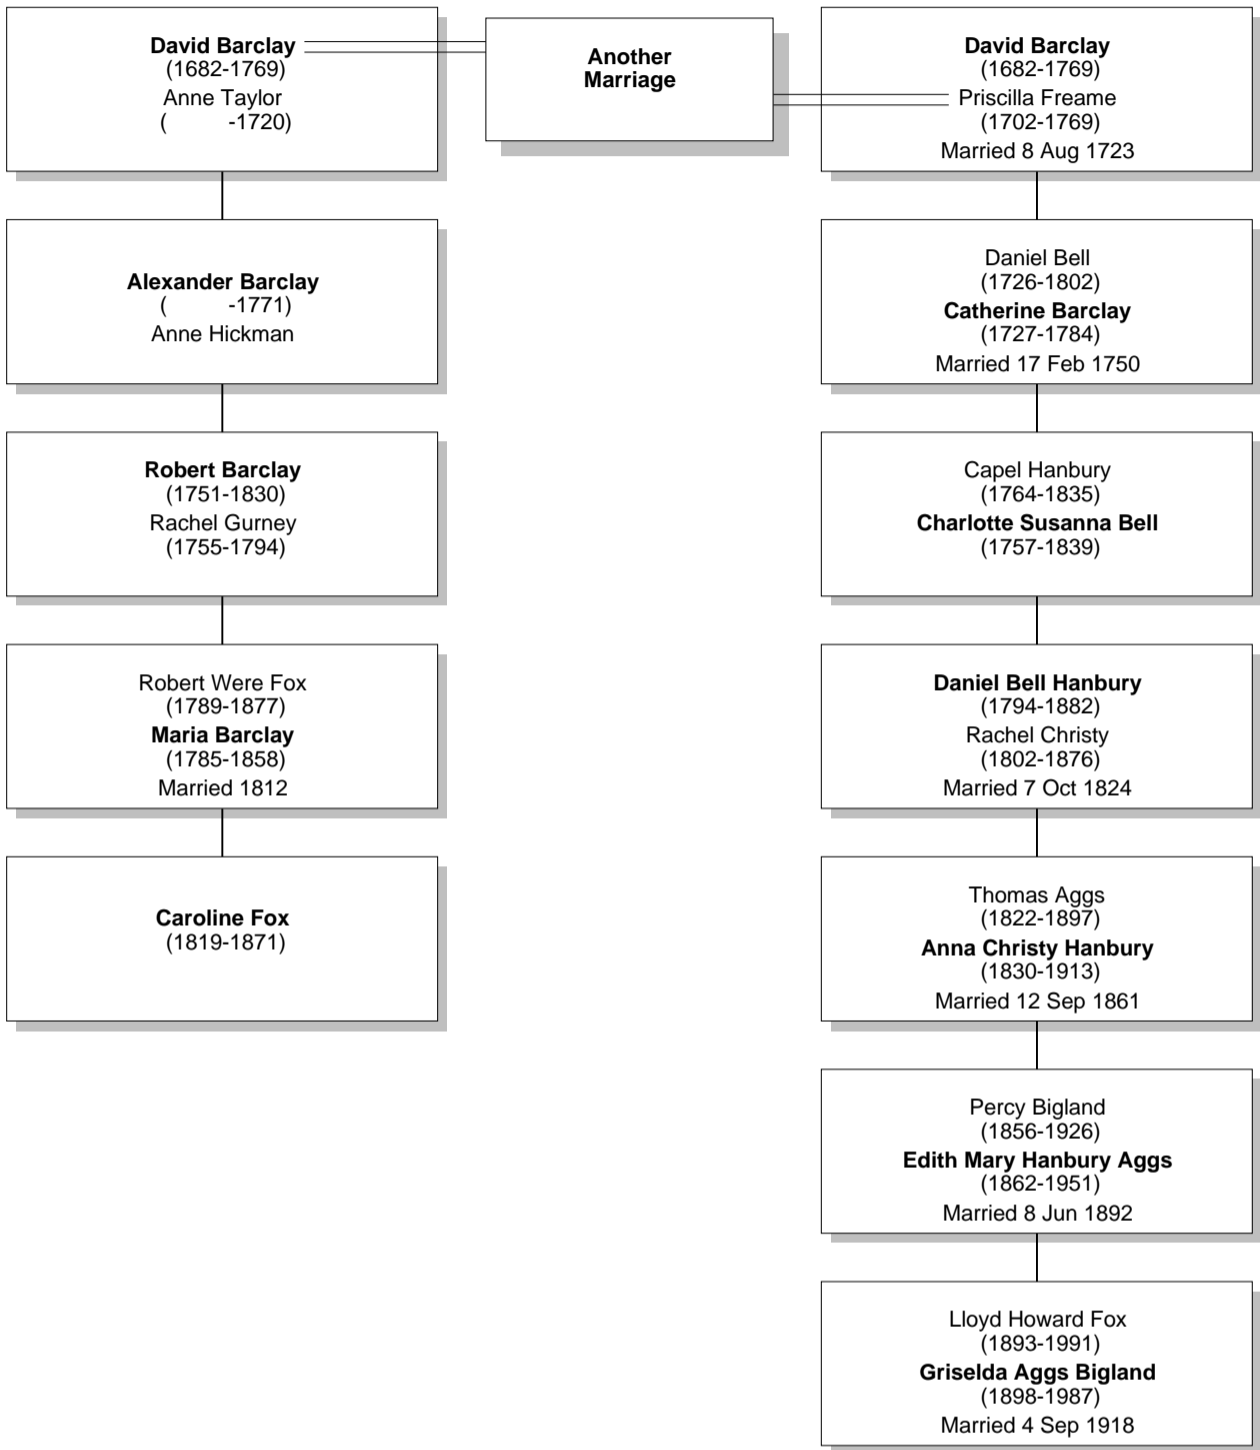 David Barclay
(1682-1769)
Anne Taylor
(        -1720)
Another
Marriage
David Barclay
(1682-1769)
Priscilla Freame
(1702-1769)
Married 8 Aug 1723
Alexander Barclay
(        -1771)
Anne Hickman
Daniel Bell
(1726-1802)
Catherine Barclay
(1727-1784)
Married 17 Feb 1750
Robert Barclay
(1751-1830)
Rachel Gurney
(1755-1794)
Capel Hanbury
(1764-1835)
Charlotte Susanna Bell
(1757-1839)
Robert Were Fox
(1789-1877)
Maria Barclay
(1785-1858)
Married 1812
Daniel Bell Hanbury
(1794-1882)
Rachel Christy
(1802-1876)
Married 7 Oct 1824
Caroline Fox
(1819-1871)
Thomas Aggs
(1822-1897)
Anna Christy Hanbury
(1830-1913)
Married 12 Sep 1861
Percy Bigland
(1856-1926)
Edith Mary Hanbury Aggs
(1862-1951)
Married 8 Jun 1892
Lloyd Howard Fox
(1893-1991)
Griselda Aggs Bigland
(1898-1987)
Married 4 Sep 1918